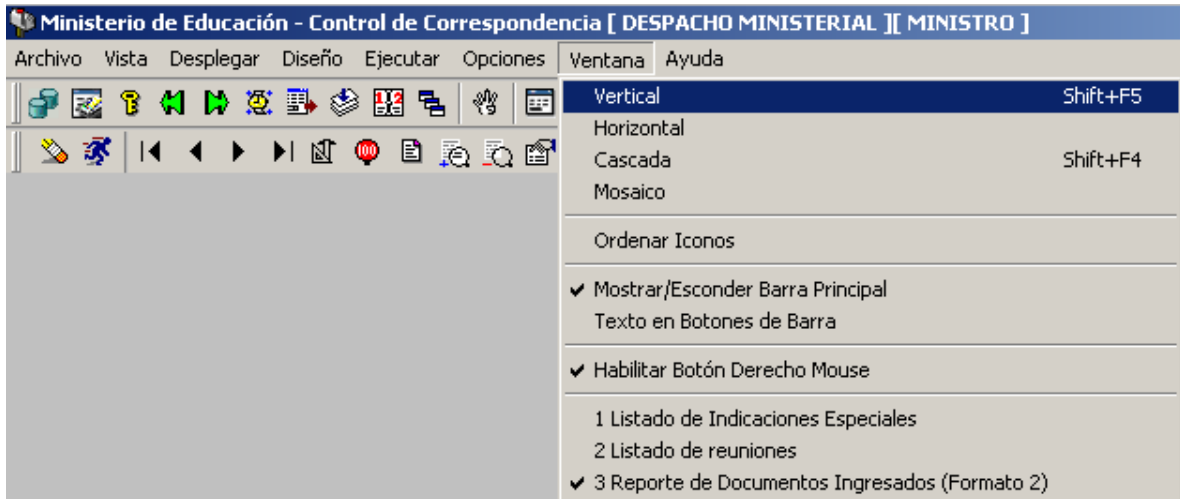 Ministerio de Educación - Control de Correspondencia [ DESPACHO MINISTERIAL ][ MINISTRO ]
Archivo Vista Desplegar Diseño Ejecutar Opciones Ventana Ayuda
Vertical Shift+F5
Horizontal
Cascada Shift+F4
Mosaico
Ordenar Iconos
Mostrar/Esconder Barra Principal
Texto en Botones de Barra
Habilitar Botón Derecho Mouse
1 Listado de Indicaciones Especiales
2 Listado de reuniones
3 Reporte de Documentos Ingresados (Formato 2)